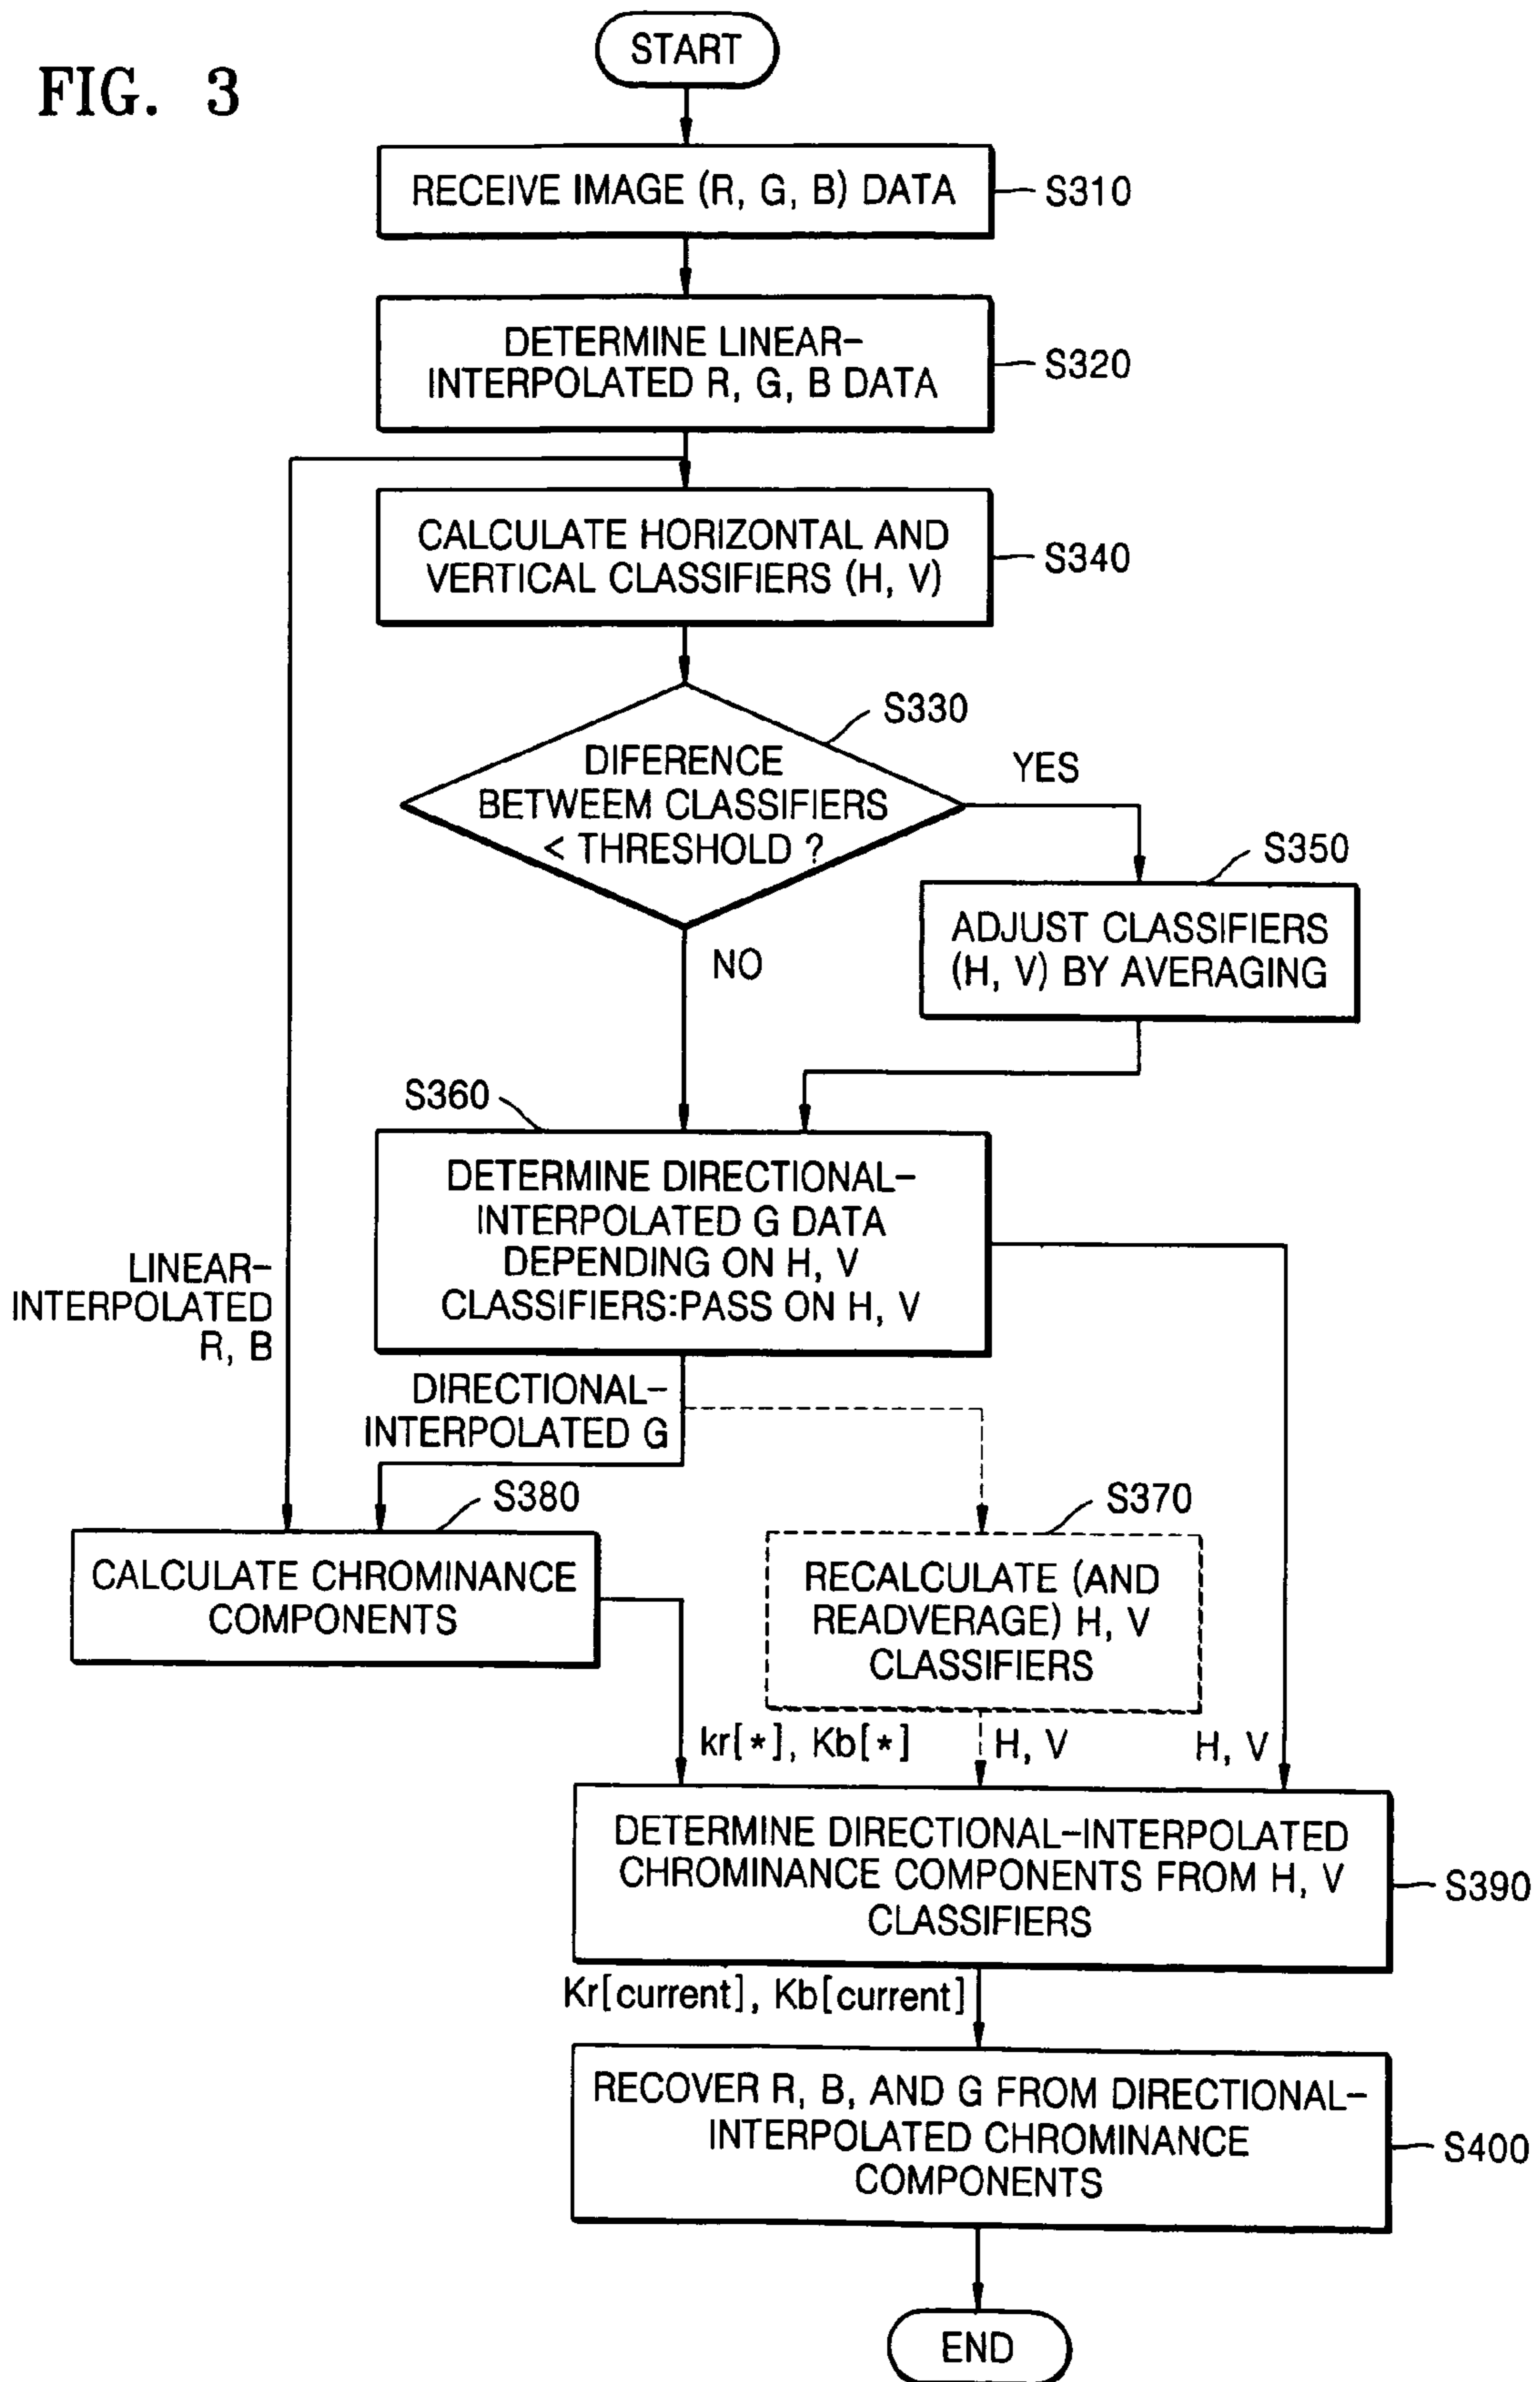 FIG. 3
START
RECEIVE IMAGE (R, G, B) DATA
S310
DETERMINE LINEAR-
INTERPOLATED R, G, B DATA
S320
CALCULATE HORIZONTAL AND
VERTICAL CLASSIFIERS (H, V)
S340
S330
DIFERENCE
BETWEEM CLASSIFIERS
< THRESHOLD ?
YES
NO
S350
ADJUST CLASSIFIERS
(H, V) BY AVERAGING
S360
DETERMINE DIRECTIONAL-
INTERPOLATED G DATA
DEPENDING ON H, V
CLASSIFIERS:PASS ON H, V
LINEAR-
INTERPOLATED
R, B
DIRECTIONAL-
INTERPOLATED G
S380
CALCULATE CHROMINANCE
COMPONENTS
S370
RECALCULATE (AND
READVERAGE) H, V
CLASSIFIERS
kr[*], Kb[*]
H, V
H, V
DETERMINE DIRECTIONAL-INTERPOLATED
CHROMINANCE COMPONENTS FROM H, V
CLASSIFIERS
S390
Kr[current], Kb[current]
RECOVER R, B, AND G FROM DIRECTIONAL-
INTERPOLATED CHROMINANCE
COMPONENTS
S400
END